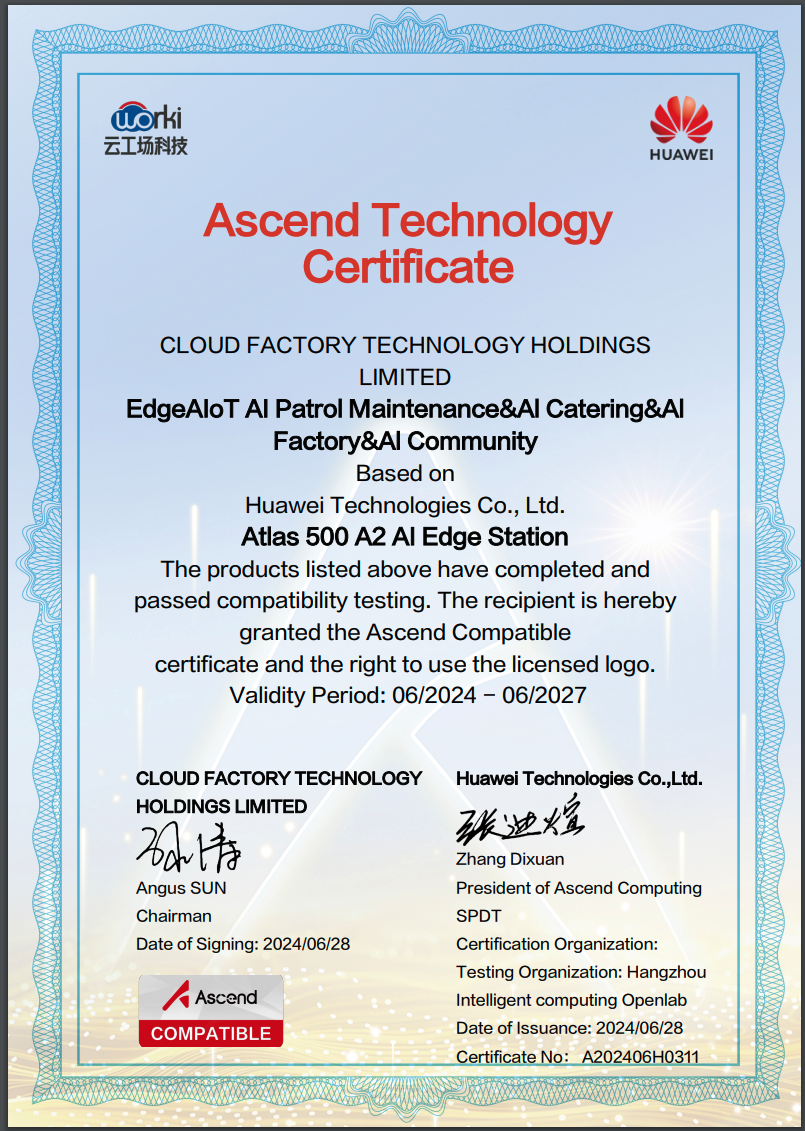 worki
云工场科技
HUAWEI
Ascend Technology
Certificate
CLOUD FACTORY TECHNOLOGY HOLDINGS
LIMITED
EdgeAIoT AI Patrol Maintenance&AI Catering&AI
Factory&AI Community
Based on
Huawei Technologies Co., Ltd.
Atlas 500 A2 AI Edge Station
The products listed above have completed and
passed compatibility testing. The recipient is hereby
granted the Ascend Compatible
certificate and the right to use the licensed logo.
Validity Period: 06/2024 – 06/2027
CLOUD FACTORY TECHNOLOGY
HOLDINGS LIMITED
Angus SUN
Chairman
Date of Signing: 2024/06/28
Ascend
COMPATIBLE
Huawei Technologies Co.,Ltd.
张迪煊
Zhang Dixuan
President of Ascend Computing
SPDT
Certification Organization:
Testing Organization: Hangzhou
Intelligent computing Openlab
Date of Issuance: 2024/06/28
Certificate No： A202406H0311